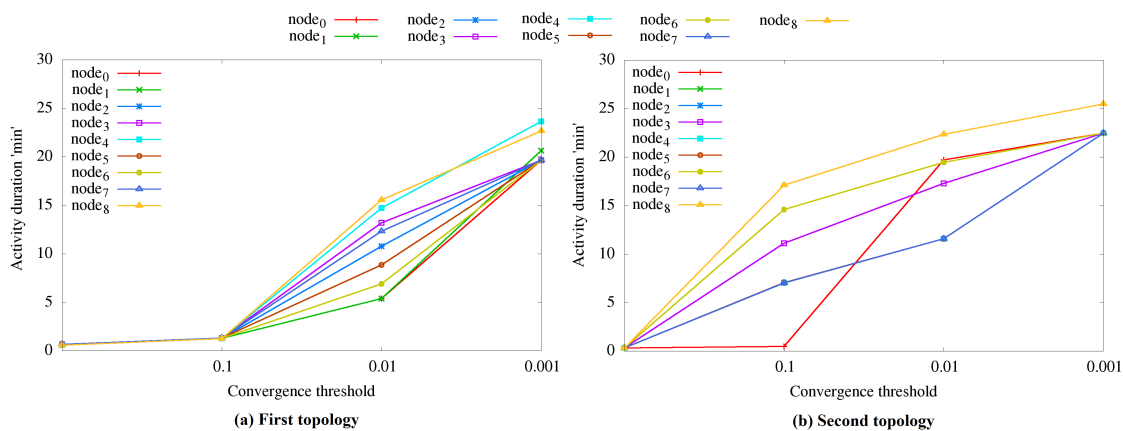 node0 node2 node4 node6 node8
node1 node3 node5 node7
30
25
20
15
10
5
0
Activity duration 'min'
node0
node1
node2
node3
node4
node5
node6
node7
node8
0.1 0.01 0.001
Convergence threshold
(a) First topology
30
25
20
15
10
5
0
Activity duration 'min'
node0
node1
node2
node3
node4
node5
node6
node7
node8
0.1 0.01 0.001
Convergence threshold
(b) Second topology